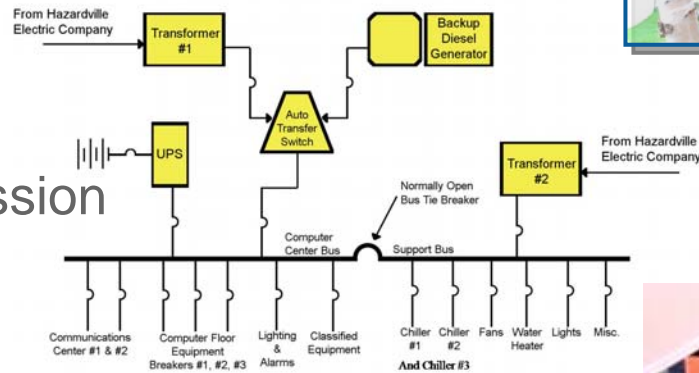 From Hazardville
Electric Company
Transformer
#1
Backup
Diesel
Generator
Auto
Transfer
Switch
UPS
From Hazardville
Electric Company
Transformer
#2
ssion
Normally Open
Bus Tie Breaker
Computer
Center Bus
Support Bus
Communications
Center #1 & #2
Computer Floor
Equipment
Breakers #1, #2, #3
Lighting
&
Alarms
Classified
Equipment
Chiller
#1
Chiller
#2
Fans
Water
Heater
Lights
Misc.
And Chiller #3